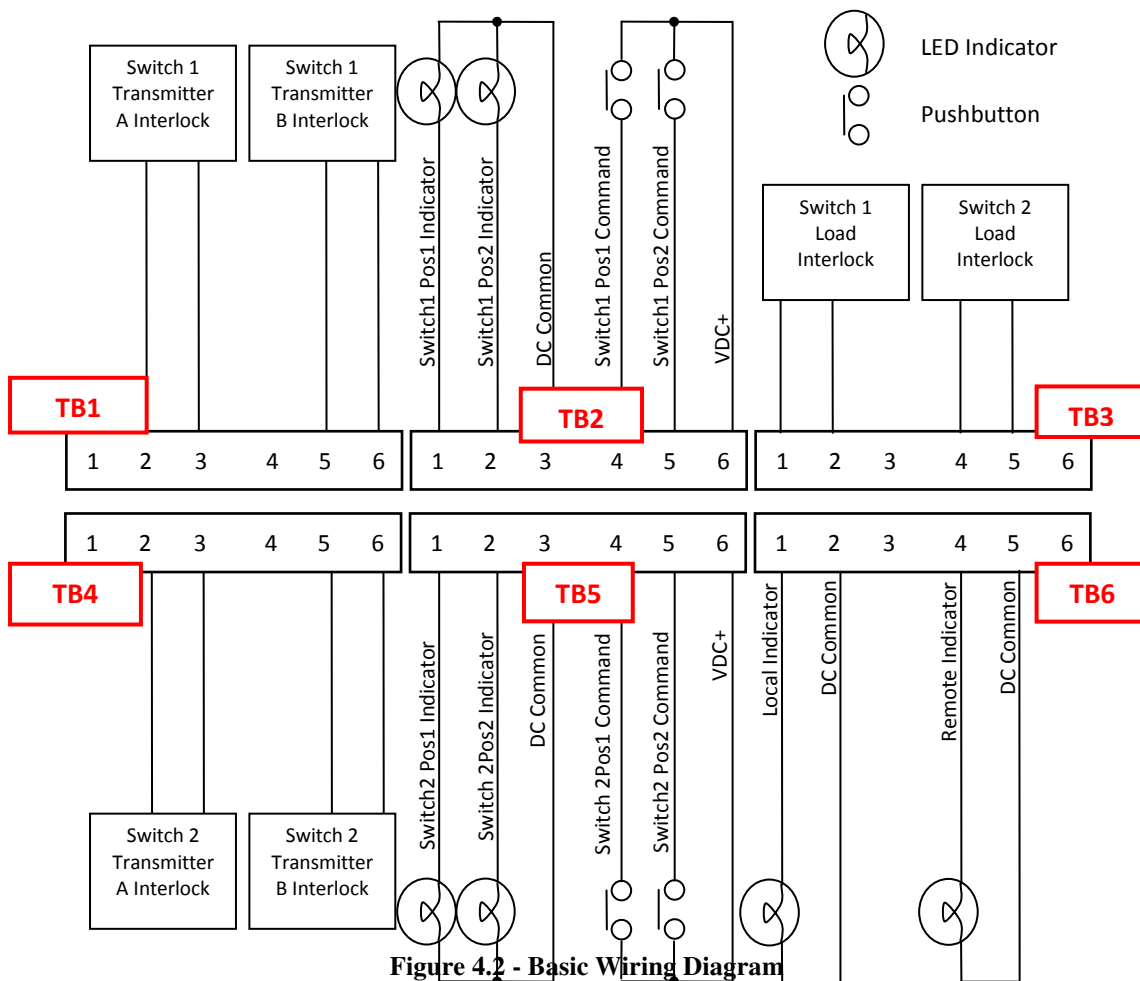 LED Indicator
Pushbutton
Switch 1
Transmitter
A Interlock
Switch 1
Transmitter
B Interlock
Switch1 Pos1 Indicator
Switch1 Pos2 Indicator
DC Common
Switch1 Pos1 Command
Switch1 Pos2 Command
VDC+
Switch 1
Load
Interlock
Switch 2
Load
Interlock
TB1
TB2
TB3
1 2 3 4 5 6
1 2 3 4 5 6
1 2 3 4 5 6
1 2 3 4 5 6
1 2 3 4 5 6
1 2 3 4 5 6
TB4
TB5
TB6
Switch2 Pos1 Indicator
Switch 2Pos2 Indicator
DC Common
Switch 2Pos1 Command
Switch2 Pos2 Command
VDC+
Local Indicator
DC Common
Remote Indicator
DC Common
Switch 2
Transmitter
A Interlock
Switch 2
Transmitter
B Interlock
Figure 4.2 - Basic Wiring Diagram